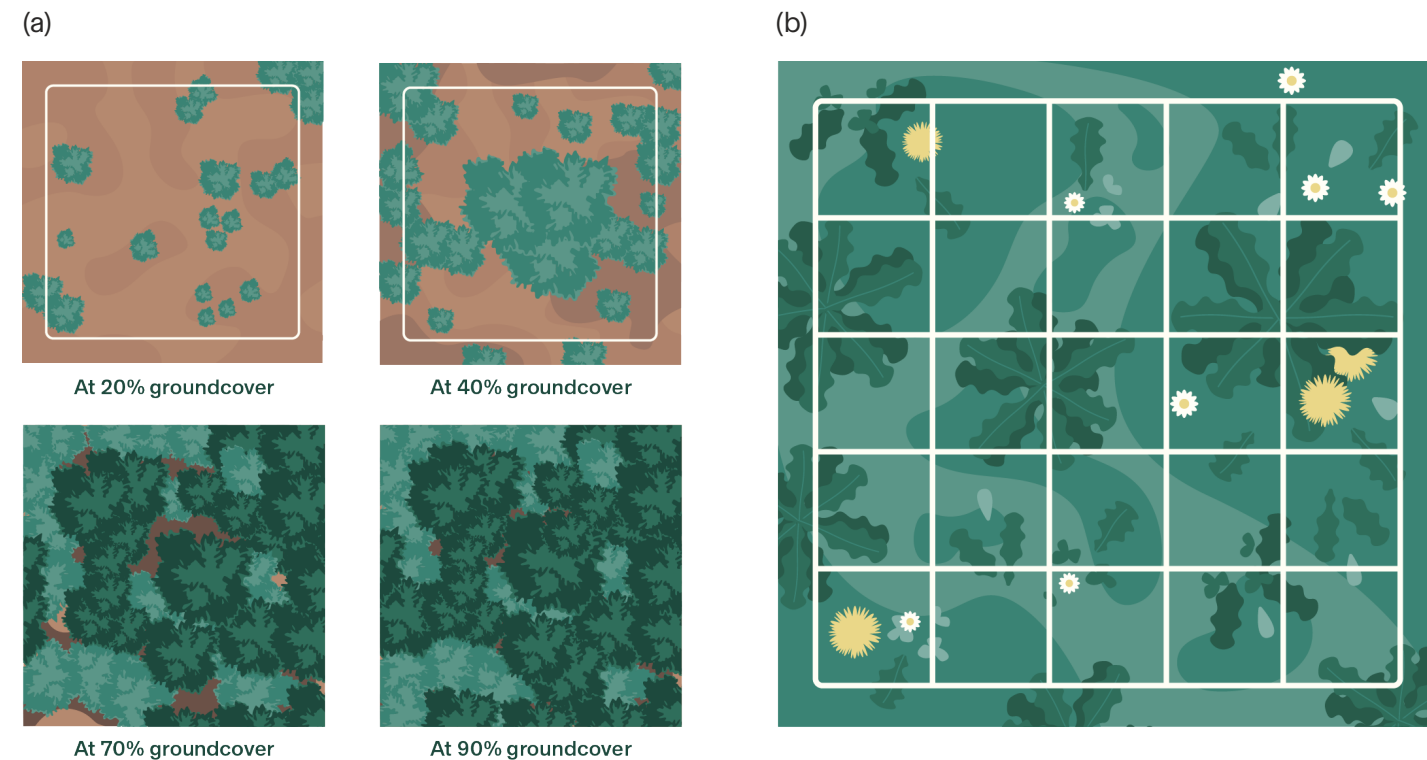 (a)
(b)
At 20% groundcover
At 40% groundcover
At 70% groundcover
At 90% groundcover